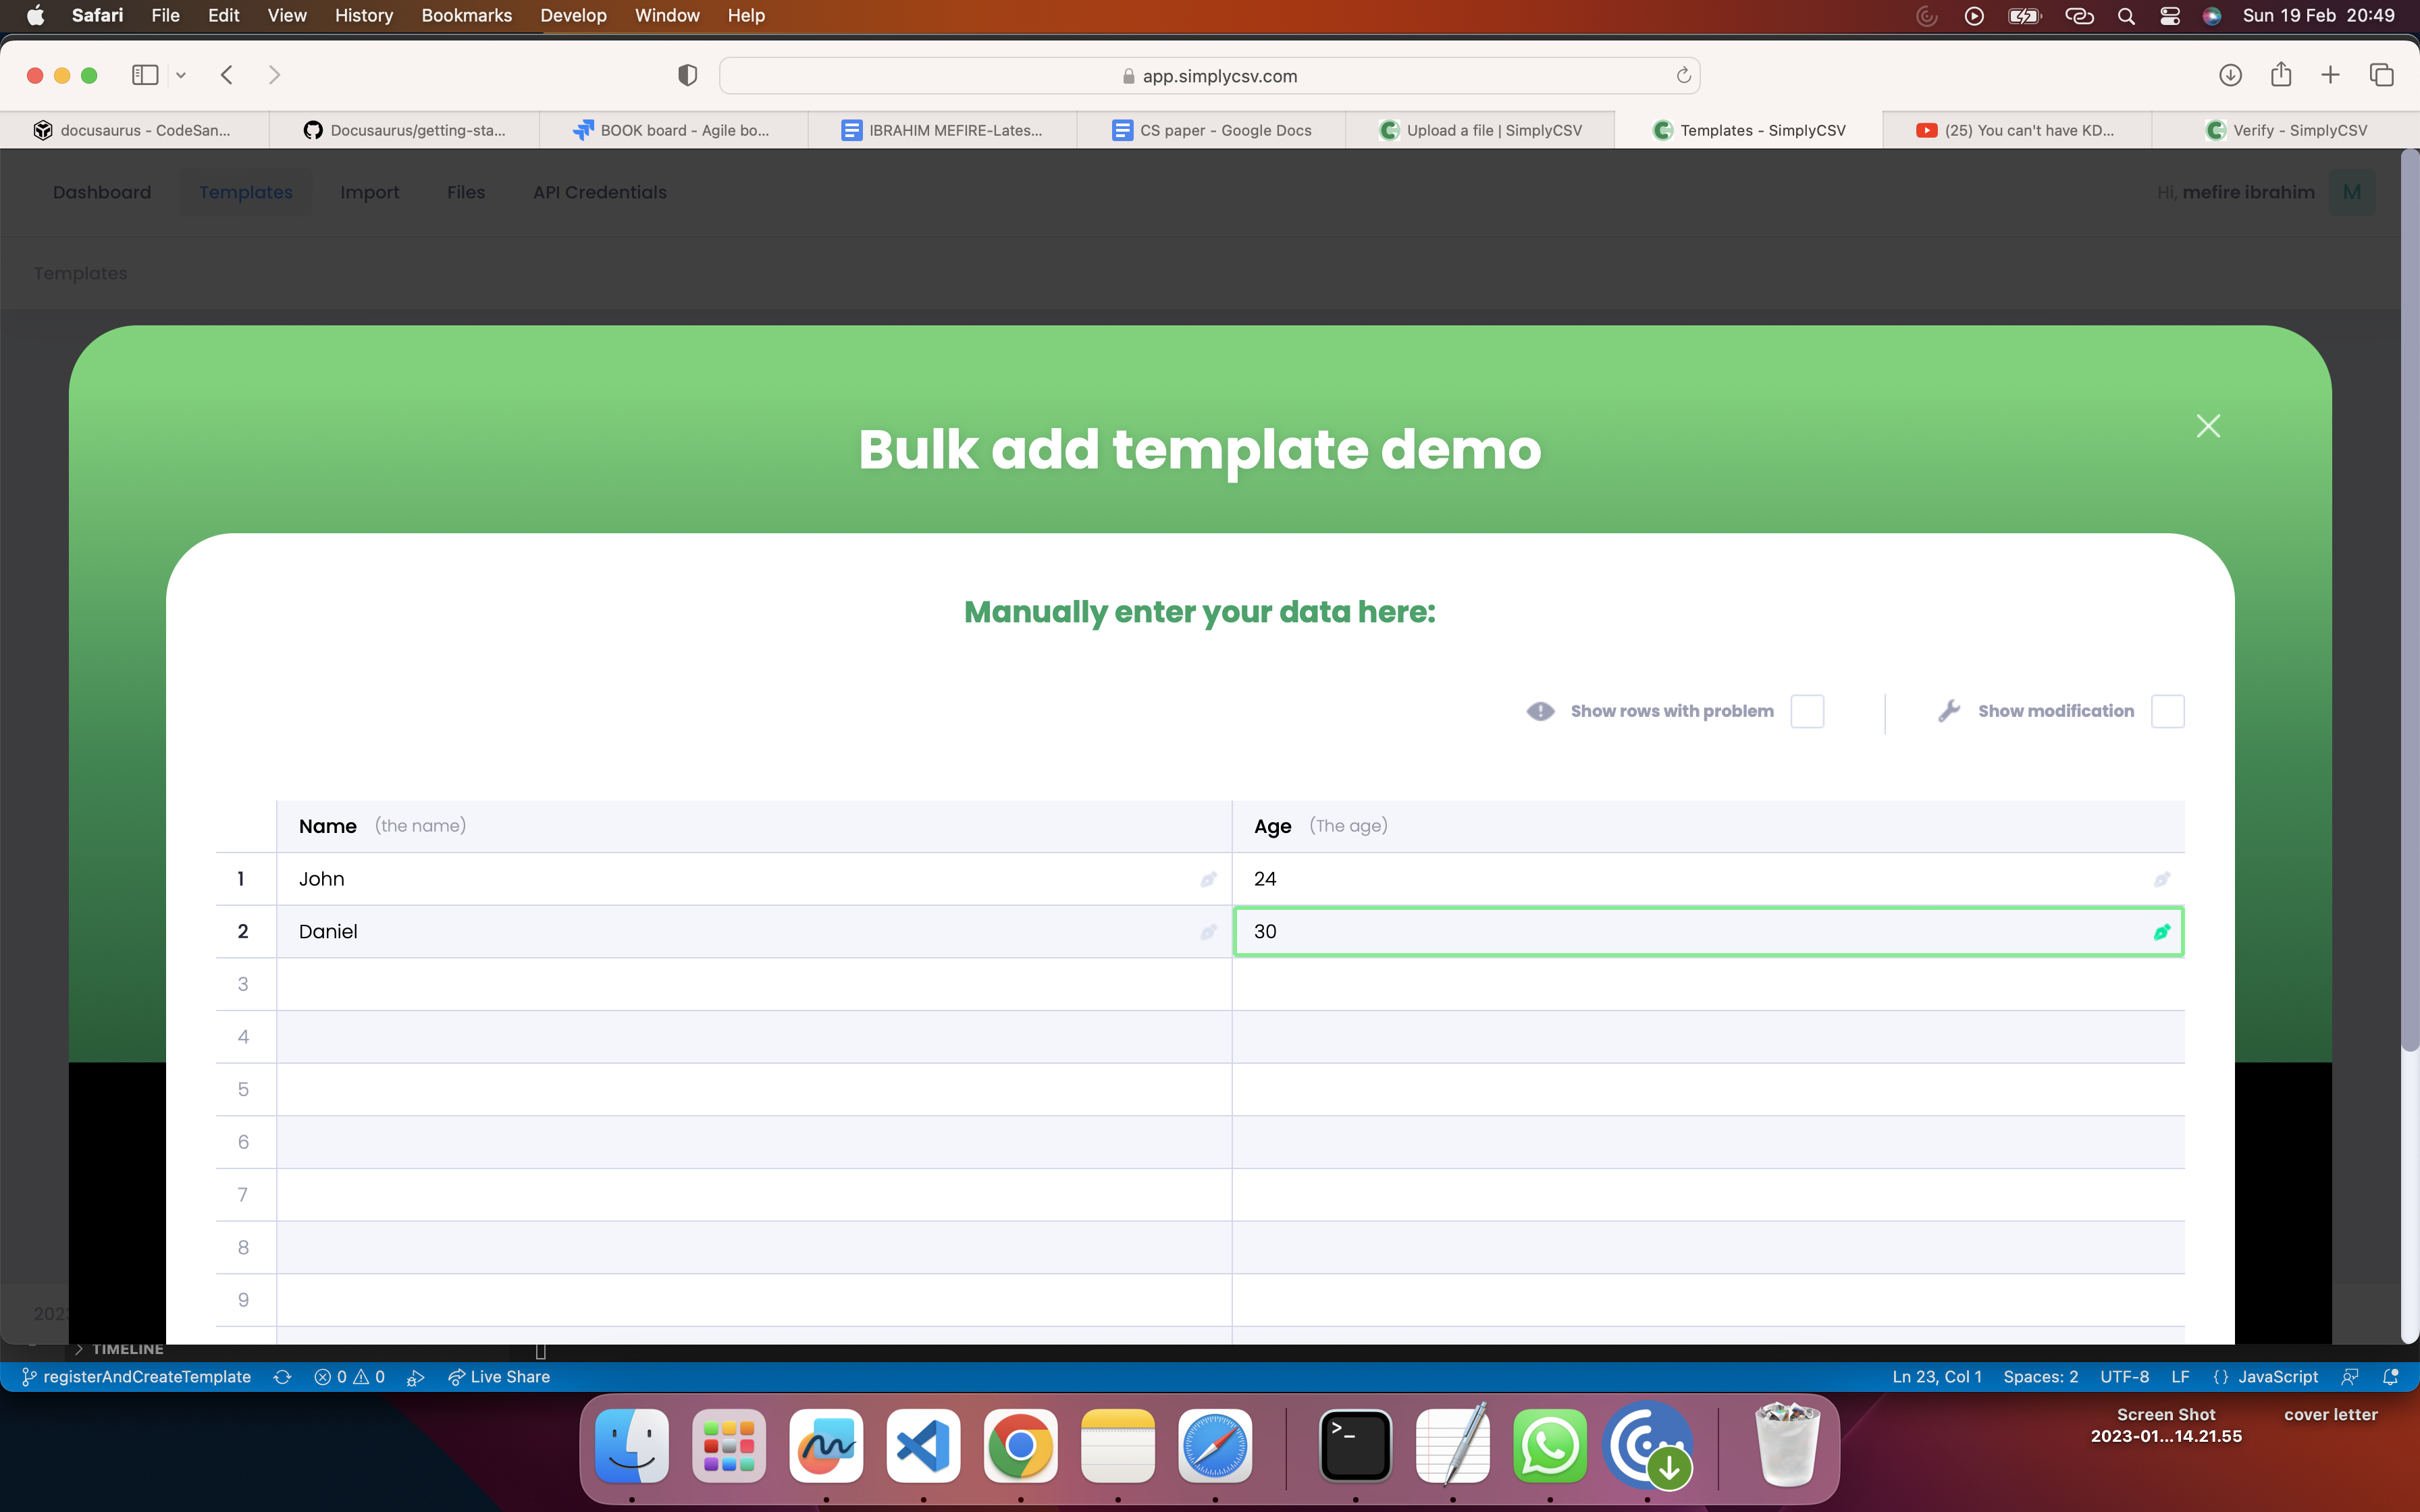 Safari File Edit View History Bookmarks Develop Window Help Sun 19 Feb 20:49
app.simplycsv.com
docusaurus - CodeSan... Docusaurus/getting-sta... BOOK board - Agile bo... IBRAHIM MEFIRE-Lates... CS paper - Google Docs Upload a file | SimplyCSV Templates - SimplyCSV (25) You can't have KD... Verify - SimplyCSV
Dashboard Templates Import Files API Credentials Hi, mefire ibrahim M
Templates
Bulk add template demo
Manually enter your data here:
Show rows with problem Show modification
Name (the name) Age (The age)
1 John 24
2 Daniel 30
3
4
5
6
7
8
9
2023
TIMELINE
registerAndCreateTemplate 0 0 Live Share Ln 23, Col 1 Spaces: 2 UTF-8 LF {} JavaScript
Screen Shot
2023-01...14.21.55
cover letter